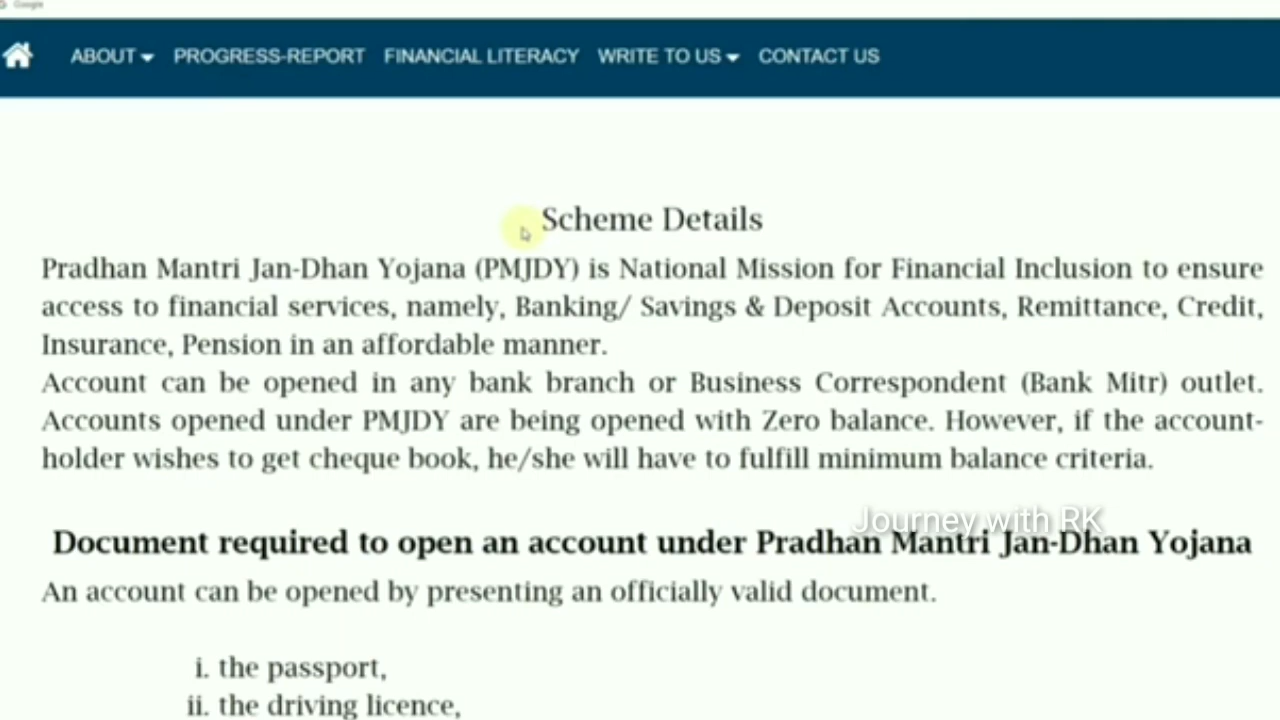 Google
ABOUT PROGRESS-REPORT FINANCIAL LITERACY WRITE TO US CONTACT US
Scheme Details
Pradhan Mantri Jan-Dhan Yojana (PMJDY) is National Mission for Financial Inclusion to ensure
access to financial services, namely, Banking/ Savings & Deposit Accounts, Remittance, Credit,
Insurance, Pension in an affordable manner.
Account can be opened in any bank branch or Business Correspondent (Bank Mitr) outlet.
Accounts opened under PMJDY are being opened with Zero balance. However, if the account-
holder wishes to get cheque book, he/she will have to fulfill minimum balance criteria.
Journey with RK
Document required to open an account under Pradhan Mantri Jan-Dhan Yojana
An account can be opened by presenting an officially valid document.
i. the passport,
ii. the driving licence,